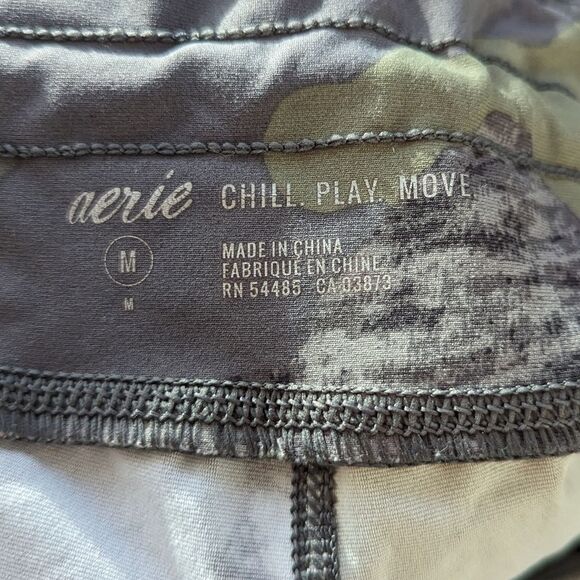 aerie CHILL. PLAY. MOVE.
M
M
MADE IN CHINA
FABRIQUÉ EN CHINE
RN 54485 CA 03873